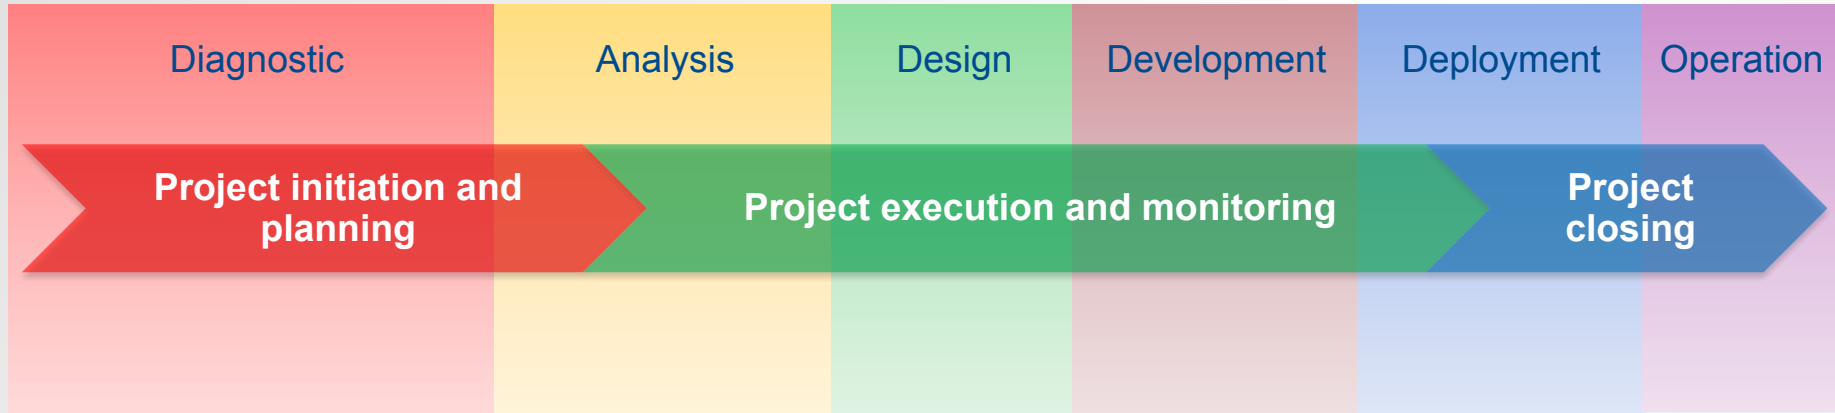 Diagnostic
Analysis
Design
Development
Deployment
Operation
Project initiation and
planning
Project execution and monitoring
Project
closing